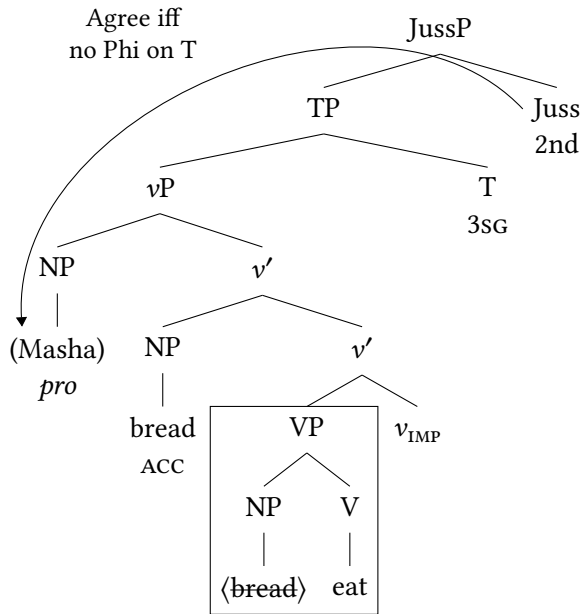 Agree iff
no Phi on T
JussP
TP Juss
2nd
vP T
3SG
NP v′
(Masha) NP v′
pro
bread VP v_IMP
ACC
NP V
⟨b̶r̶e̶a̶d̶⟩ eat